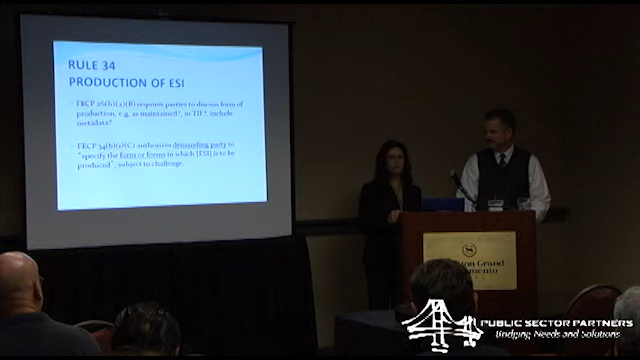 RULE 34
PRODUCTION OF ESI
FRCP 26(b)(2)(B) requires parties to discuss form of
production, e.g. as maintained?, in TIF?, include
metadata?
FRCP 34(b)(1)(C) authorizes demanding party to
"specify the form or forms in which [ESI] is to be
produced"; subject to challenge.
Grand
PUBLIC SECTOR PARTNERS
Bridging Needs and Solutions